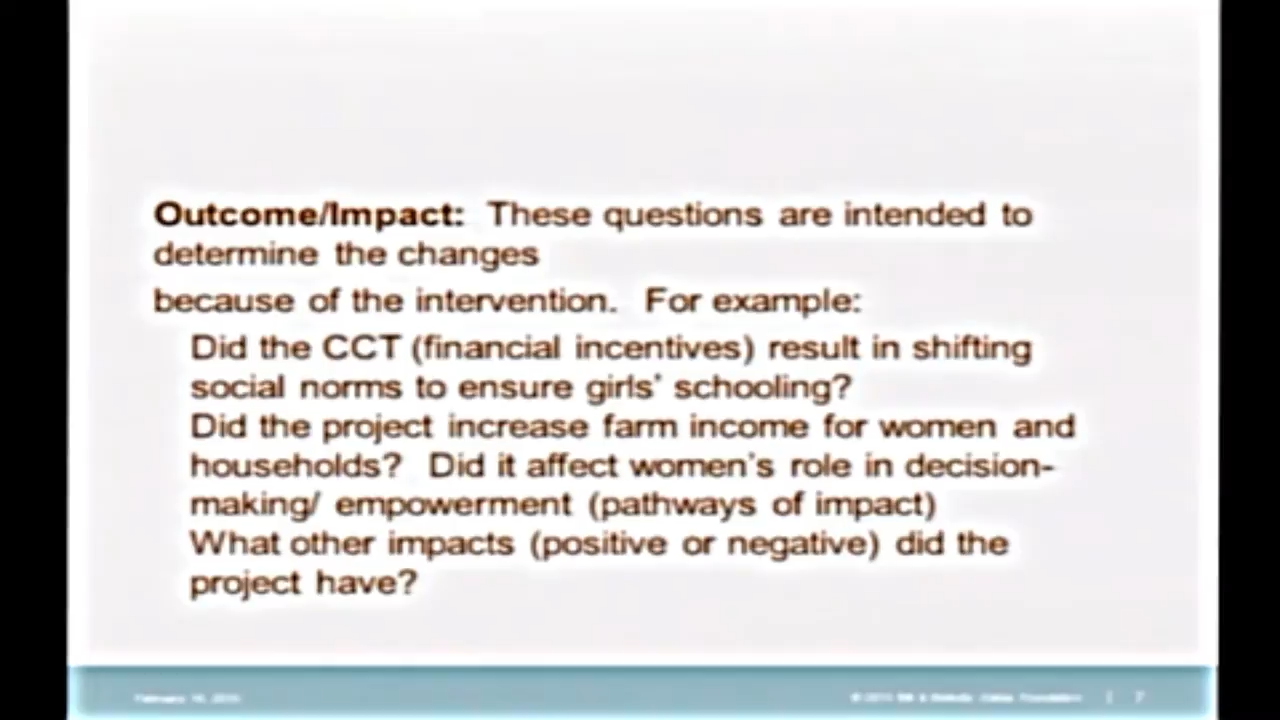 Outcome/Impact: These questions are intended to
determine the changes
because of the intervention. For example:
Did the CCT (financial incentives) result in shifting
social norms to ensure girls' schooling?
Did the project increase farm income for women and
households? Did it affect women's role in decision-
making/ empowerment (pathways of impact)
What other impacts (positive or negative) did the
project have?
February
Foundation | 7